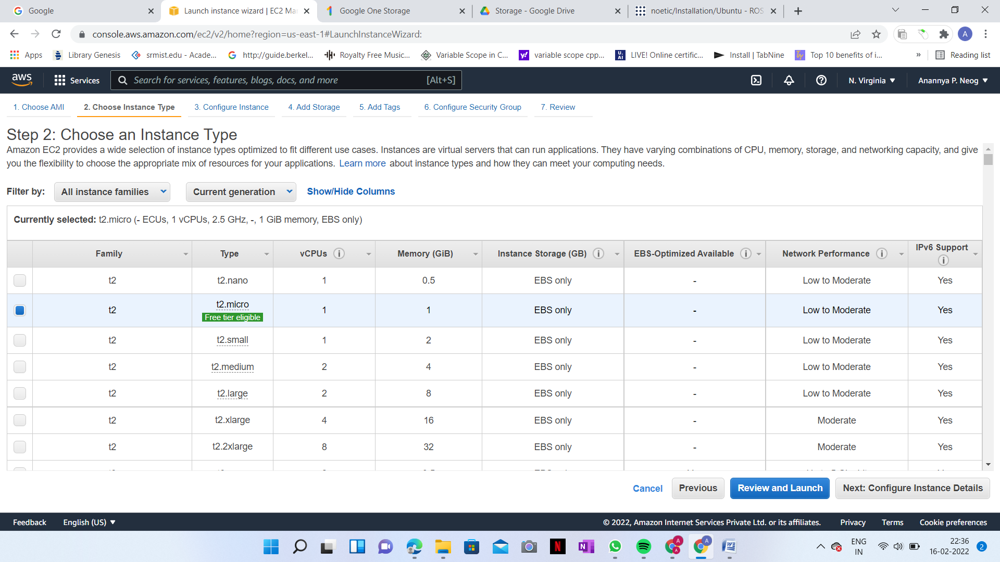 Google
Launch instance wizard | EC2 Mar
Google One Storage
Storage - Google Drive
noetic/Installation/Ubuntu - ROS
console.aws.amazon.com/ec2/v2/home?region=us-east-1#LaunchInstanceWizard:
A
Apps
Library Genesis
srmist.edu - Acade...
http://guide.berkel...
Royalty Free Music...
Variable Scope in C...
variable scope cpp...
LIVE! Online certific...
Install | TabNine
Top 10 benefits of i...
»
Reading list
aws
Services
Search for services, features, blogs, docs, and more
[Alt+S]
N. Virginia
Anannya P. Neog
1. Choose AMI
2. Choose Instance Type
3. Configure Instance
4. Add Storage
5. Add Tags
6. Configure Security Group
7. Review
Step 2: Choose an Instance Type
Amazon EC2 provides a wide selection of instance types optimized to fit different use cases. Instances are virtual servers that can run applications. They have varying combinations of CPU, memory, storage, and networking capacity, and give
you the flexibility to choose the appropriate mix of resources for your applications. Learn more about instance types and how they can meet your computing needs.
Filter by:
All instance families
Current generation
Show/Hide Columns
Currently selected: t2.micro (- ECUs, 1 vCPUs, 2.5 GHz, -, 1 GiB memory, EBS only)
Family Type vCPUs Memory (GiB) Instance Storage (GB) EBS-Optimized Available Network Performance IPv6 Support
t2 t2.nano 1 0.5 EBS only - Low to Moderate Yes
t2 t2.micro Free tier eligible 1 1 EBS only - Low to Moderate Yes
t2 t2.small 1 2 EBS only - Low to Moderate Yes
t2 t2.medium 2 4 EBS only - Low to Moderate Yes
t2 t2.large 2 8 EBS only - Low to Moderate Yes
t2 t2.xlarge 4 16 EBS only - Moderate Yes
t2 t2.2xlarge 8 32 EBS only - Moderate Yes
Cancel
Previous
Review and Launch
Next: Configure Instance Details
Feedback
English (US)
© 2022, Amazon Internet Services Private Ltd. or its affiliates.
Privacy
Terms
Cookie preferences
ENG
IN
22:36
16-02-2022
2